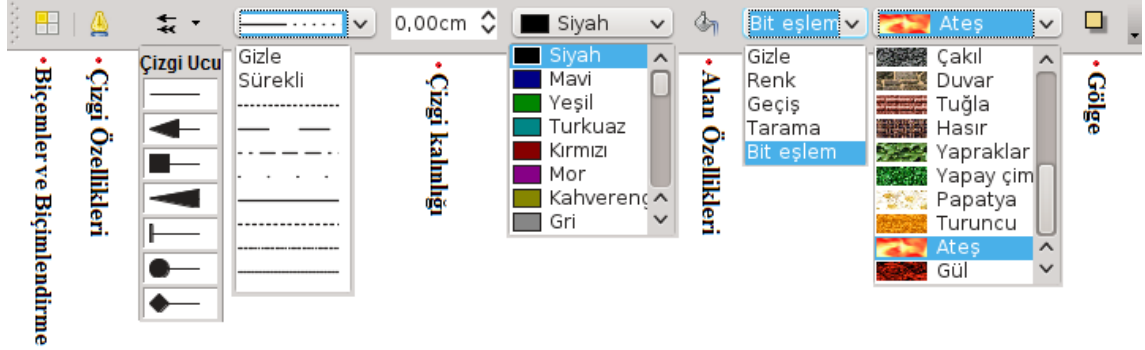 0,00cm
Siyah
Bit eşlem
Ateş
• Biçemler ve Biçimlendirme
• Çizgi Özellikleri
Çizgi Ucu
Gizle
Sürekli
• Çizgi kalınlığı
Siyah
Mavi
Yeşil
Turkuaz
Kırmızı
Mor
Kahvereng
Gri
• Alan Özellikleri
Gizle
Renk
Geçiş
Tarama
Bit eşlem
Çakıl
Duvar
Tuğla
Hasır
Yapraklar
Yapay çim
Papatya
Turuncu
Ateş
Gül
• Gölge